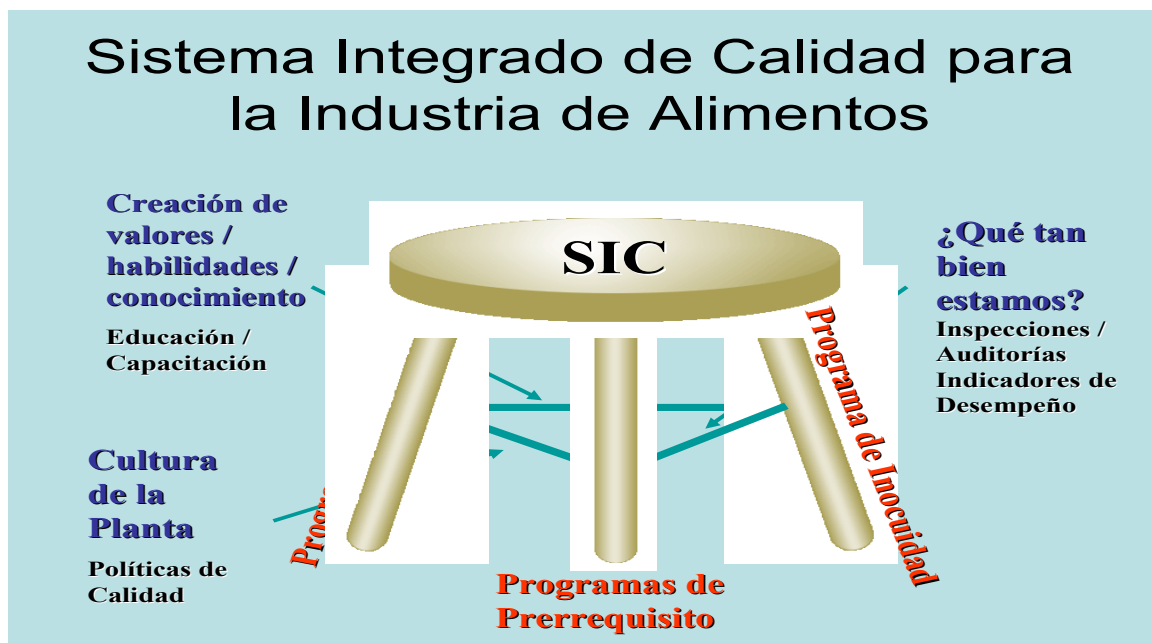 Sistema Integrado de Calidad para
la Industria de Alimentos
Creación de
valores /
habilidades /
conocimiento
Educación /
Capacitación
Cultura
de la
Planta
Políticas de
Calidad
SIC
Programas de
Prerrequisito
Programa de Inocuidad
¿Qué tan
bien
estamos?
Inspecciones /
Auditorías
Indicadores de
Desempeño